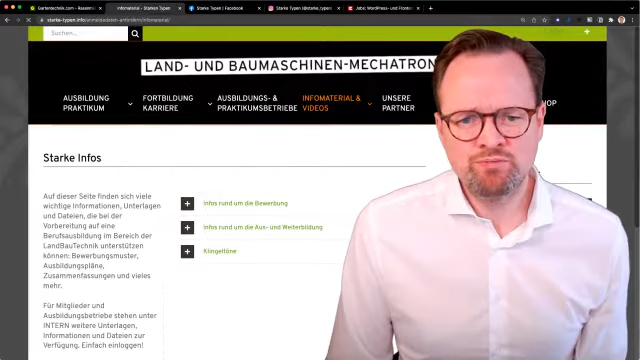 Gartentechnik.com - Rasenmä
Infomaterial - Starken Typen
Starke Typen | Facebook
Starke Typen (@starke_typen)
Jobs: WordPress- und Fronten
starke-typen.info/anmeldedaten-anfordern/infomaterial/
Suchen...
LAND- UND BAUMASCHINEN-MECHATRON
AUSBILDUNG
PRAKTIKUM
FORTBILDUNG
KARRIERE
AUSBILDUNGS- &
PRAKTIKUMSBETRIEBE
INFOMATERIAL &
VIDEOS
UNSERE
PARTNER
HOP
Starke Infos
Auf dieser Seite finden sich viele
wichtige Informationen, Unterlagen
und Dateien, die bei der
Vorbereitung auf eine
Berufsausbildung im Bereich der
LandBauTechnik unterstützen
können: Bewerbungsmuster,
Ausbildungspläne,
Zusammenfassungen und vieles
mehr.
Für Mitglieder und
Ausbildungsbetriebe stehen unter
INTERN weitere Unterlagen,
Informationen und Dateien zur
Verfügung. Einfach einloggen!
Infos rund um die Bewerbung
Infos rund um die Aus- und Weiterbildung
Klingeltöne